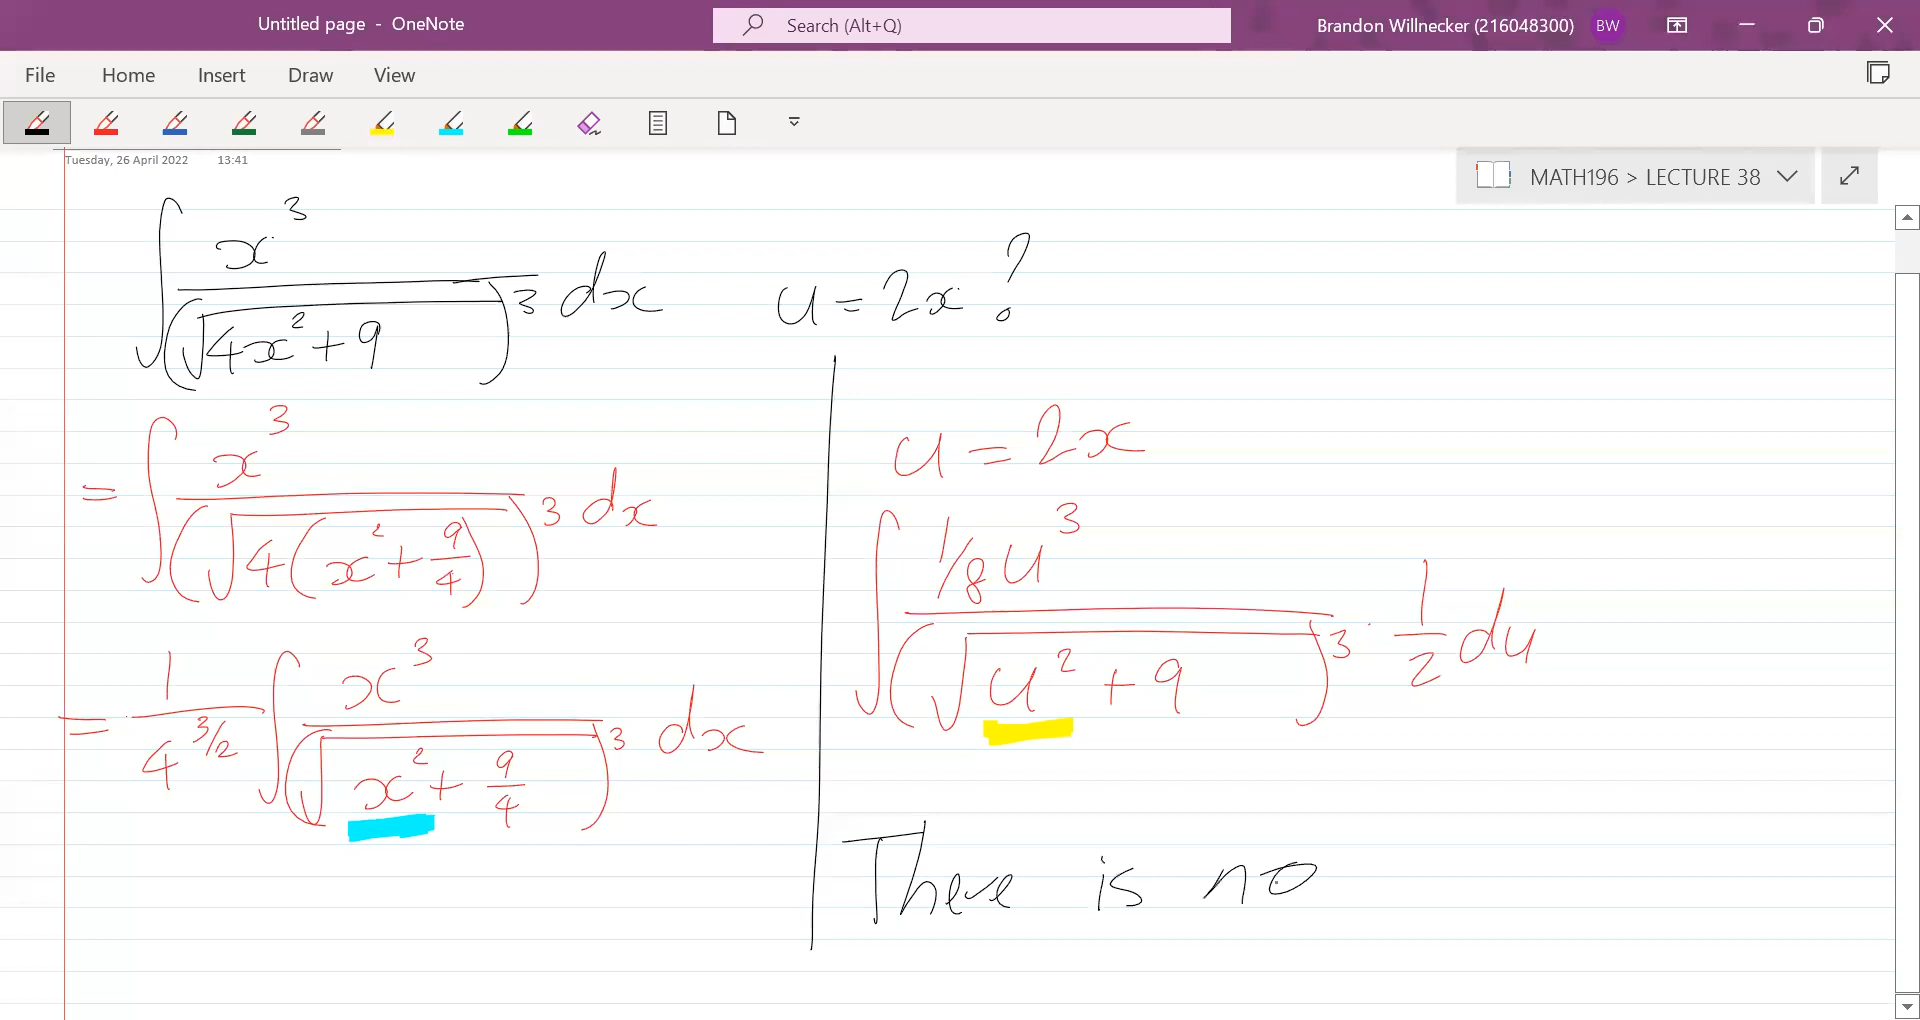 Untitled page - OneNote
Search (Alt+Q)
Brandon Willnecker (216048300) BW
File Home Insert Draw View
Tuesday, 26 April 2022 13:41
MATH196 > LECTURE 38
∫ x³ / (√(4x² + 9))³ dx u = 2x ?
= ∫ x³ / (√(4(x² + 9/4)))³ dx
= 1/4^(3/2) ∫ x³ / (√(x² + 9/4))³ dx
u = 2x
∫ 1/8 u³ / (√(u² + 9))³ · 1/2 du
There is no